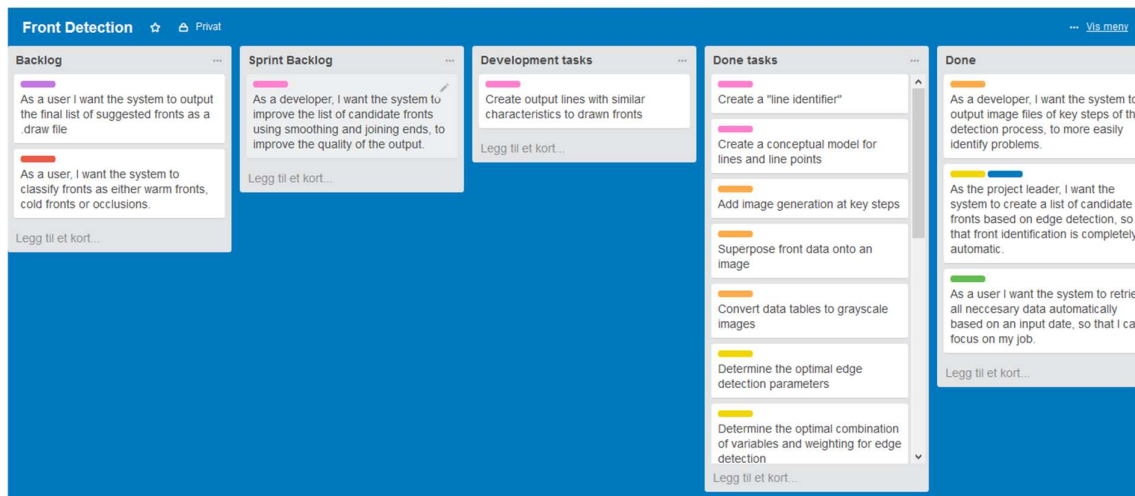 Front Detection
Privat
Vis meny
Backlog
As a user I want the system to output
the final list of suggested fronts as a
.draw file
As a user, I want the system to
classify fronts as either warm fronts,
cold fronts or occlusions.
Legg til et kort...
Sprint Backlog
As a developer, I want the system to
improve the list of candidate fronts
using smoothing and joining ends, to
improve the quality of the output.
Legg til et kort...
Development tasks
Create output lines with similar
characteristics to drawn fronts
Legg til et kort...
Done tasks
Create a "line identifier"
Create a conceptual model for
lines and line points
Add image generation at key steps
Superpose front data onto an
image
Convert data tables to grayscale
images
Determine the optimal edge
detection parameters
Determine the optimal combination
of variables and weighting for edge
detection
Legg til et kort...
Done
As a developer, I want the system to
output image files of key steps of th
detection process, to more easily
identify problems.
As the project leader, I want the
system to create a list of candidate
fronts based on edge detection, so
that front identification is completely
automatic.
As a user I want the system to retrie
all neccesary data automatically
based on an input date, so that I ca
focus on my job.
Legg til et kort...